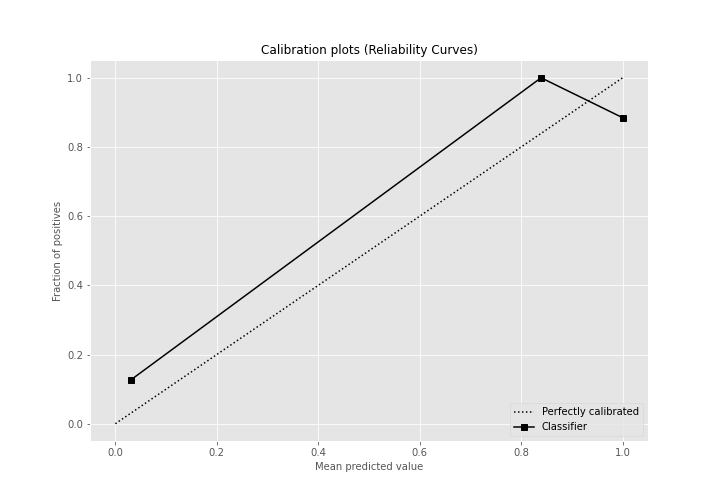 Calibration plots (Reliability Curves)
1.0
0.8
0.6
0.4
0.2
0.0
Fraction of positives
0.0 0.2 0.4 0.6 0.8 1.0
Mean predicted value
Perfectly calibrated
Classifier